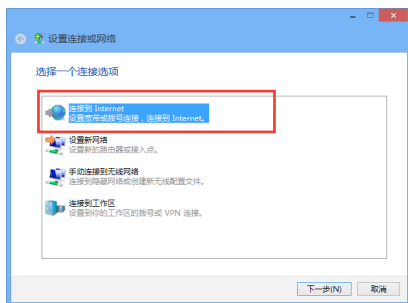 设置连接或网络
选择一个连接选项
连接到 Internet
设置宽带或拨号连接，连接到 Internet。
设置新网络
设置新的路由器或接入点。
手动连接到无线网络
连接到隐藏网络或创建新无线配置文件。
连接到工作区
设置到你的工作区的拨号或 VPN 连接。
下一步(N)
取消